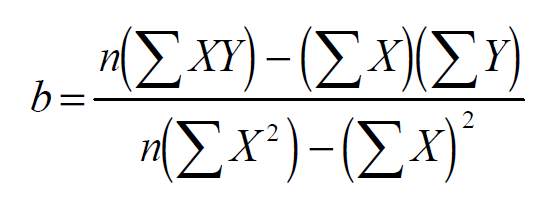 b = n(∑XY) – (∑X)(∑Y) / n(∑X²) – (∑X)²